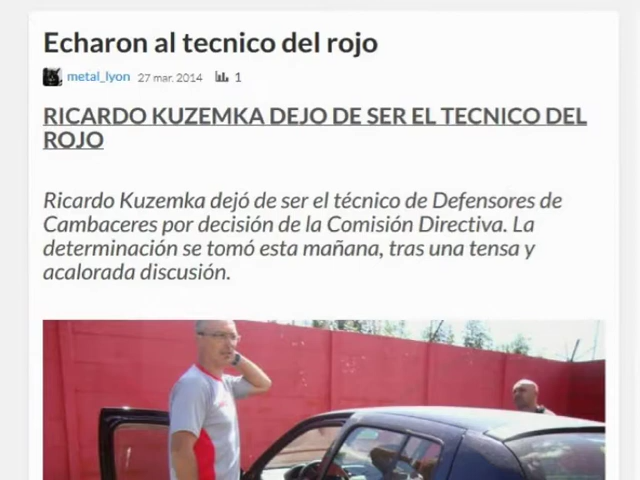 Echaron al tecnico del rojo
metal_lyon 27 mar. 2014 1
RICARDO KUZEMKA DEJO DE SER EL TECNICO DEL
ROJO
Ricardo Kuzemka dejó de ser el técnico de Defensores de
Cambaceres por decisión de la Comisión Directiva. La
determinación se tomó esta mañana, tras una tensa y
acalorada discusión.